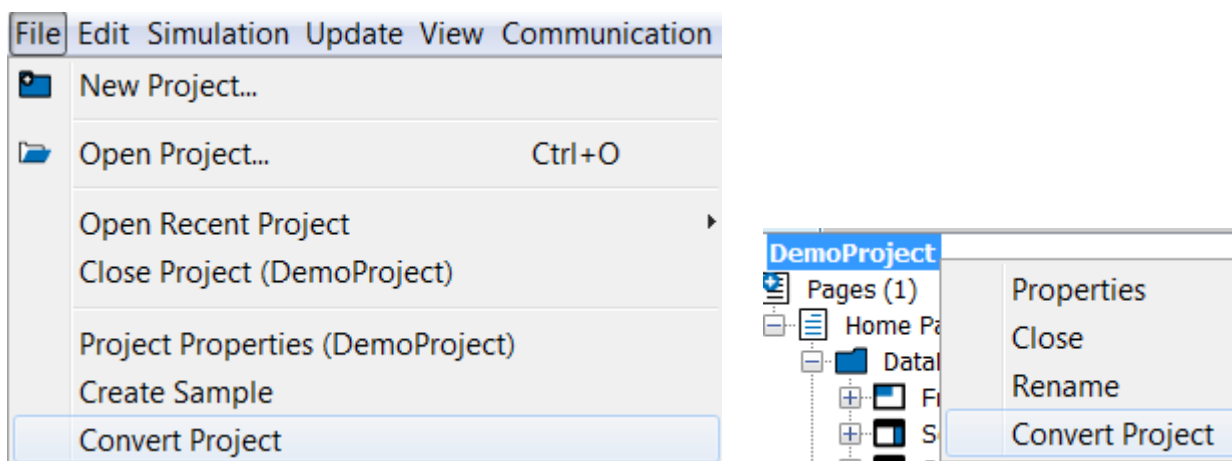 File Edit Simulation Update View Communication
New Project...
Open Project... Ctrl+O
Open Recent Project
Close Project (DemoProject)
Project Properties (DemoProject)
Create Sample
Convert Project
DemoProject
Pages (1)
Home
Properties
Close
Rename
Convert Project